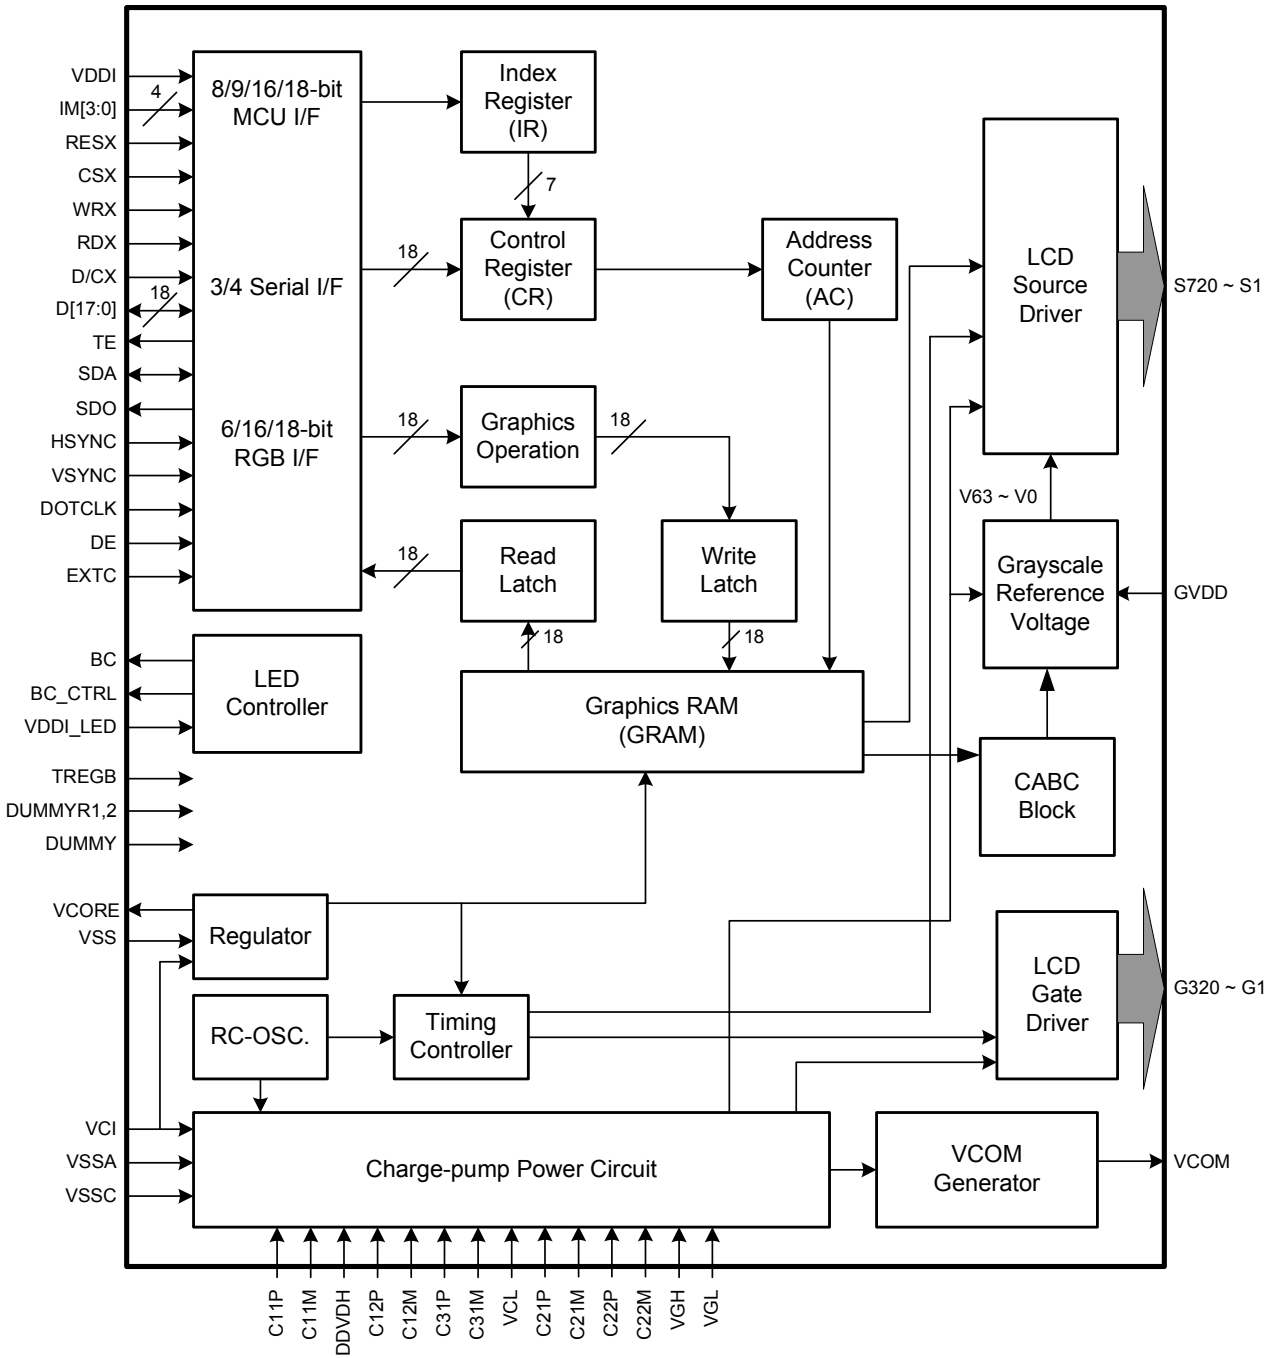 VDDI
4
IM[3:0]
RESX
CSX
WRX
RDX
D/CX
18
D[17:0]
TE
SDA
SDO
HSYNC
VSYNC
DOTCLK
DE
EXTC
8/9/16/18-bit
MCU I/F
3/4 Serial I/F
6/16/18-bit
RGB I/F
Index
Register
(IR)
7
18
Control
Register
(CR)
Address
Counter
(AC)
LCD
Source
Driver
S720 ~ S1
18
Graphics
Operation
18
18
Read
Latch
18
Write
Latch
18
V63 ~ V0
Grayscale
Reference
Voltage
GVDD
BC
BC_CTRL
VDDI_LED
LED
Controller
Graphics RAM
(GRAM)
CABC
Block
TREGB
DUMMYR1,2
DUMMY
VCORE
VSS
Regulator
RC-OSC.
Timing
Controller
LCD
Gate
Driver
G320 ~ G1
VCI
VSSA
VSSC
Charge-pump Power Circuit
VCOM
Generator
VCOM
C11P
C11M
DDVDH
C12P
C12M
C31P
C31M
VCL
C21P
C21M
C22P
C22M
VGH
VGL